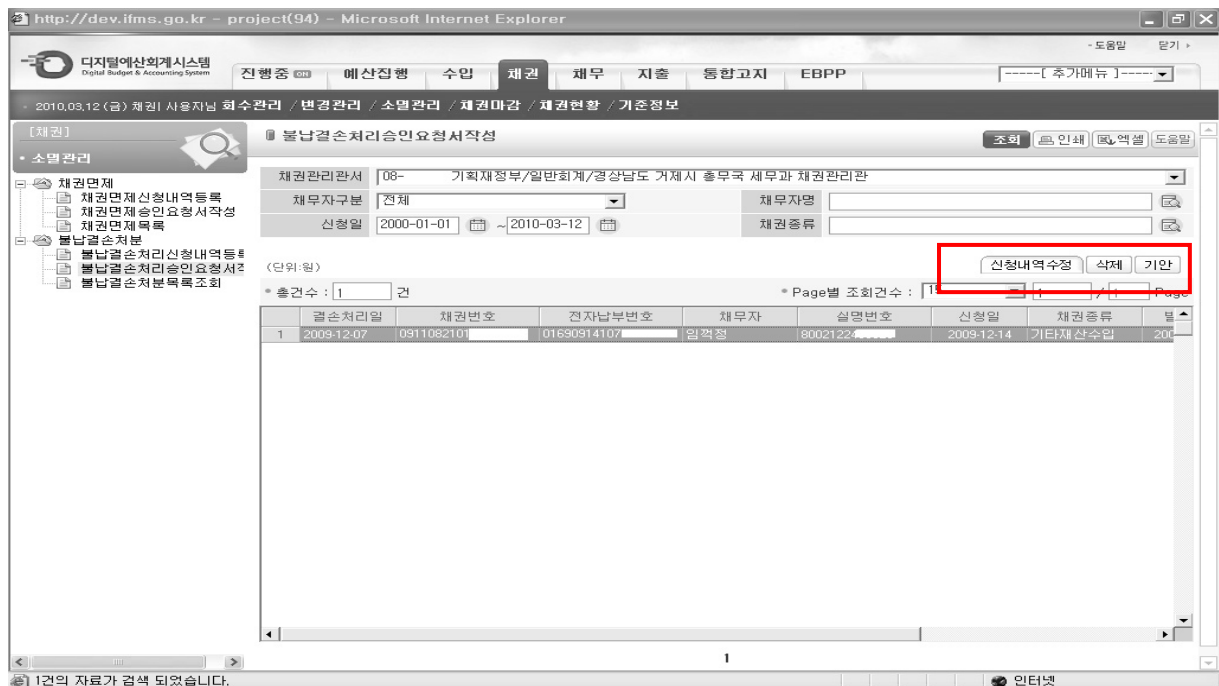 http://dev.ifms.go.kr - project(94) - Microsoft Internet Explorer
- 도움말 닫기
디지털예산회계시스템
Digital Budget & Accounting System
진행중 예산집행 수입 채권 채무 지출 통합고지 EBPP
-----[ 추가메뉴 ]-----
2010,03,12 (금) 채권I 사용자님 회수관리 / 변경관리 / 소멸관리 / 채권마감 / 채권현황 / 기준정보
[채권]
• 소멸관리
채권면제
채권면제신청내역등록
채권면제승인요청서작성
채권면제목록
불납결손처분
불납결손처리신청내역등록
불납결손처리승인요청서작
불납결손처분목록조회
불납결손처리승인요청서작성
조회 인쇄 엑셀 도움말
채권관리관서 08- 기획재정부/일반회계/경상남도 거제시 총무국 세무과 채권관리관
채무자구분 전체 채무자명
신청일 2000-01-01 ~ 2010-03-12 채권종류
신청내역수정 삭제 기안
(단위:원)
총건수 : 1 건 Page별 조회건수 : 1 / 1 Page
결손처리일 채권번호 전자납부번호 채무자 실명번호 신청일 채권종류
1 2009-12-07 0911082101 01690914107 임꺽정 80021224 2009-12-14 기타재산수입 200
1
1건의 자료가 검색 되었습니다. 인터넷